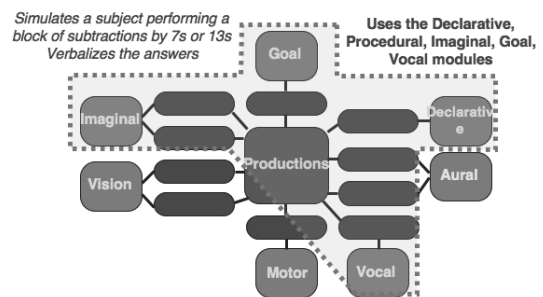 Simulates a subject performing a
block of subtractions by 7s or 13s
Verbalizes the answers
Uses the Declarative,
Procedural, Imaginal, Goal,
Vocal modules
Goal
Imaginal
Declarativ
e
Productions
Vision
Aural
Motor
Vocal